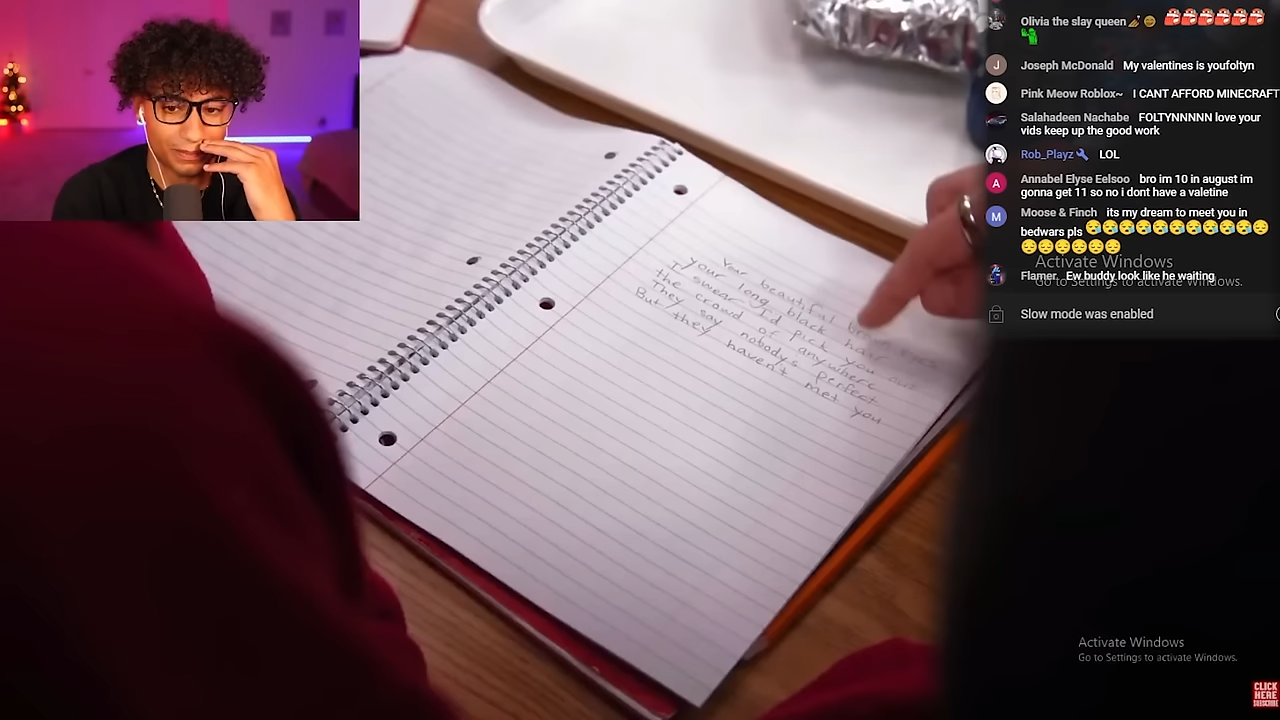 Olivia the slay queen
Joseph McDonald My valentines is youfoltyn
Pink Meow Roblox~ I CANT AFFORD MINECRAFT
Salahadeen Nachabe FOLTYNNNNN love your
vids keep up the good work
Rob_Playz LOL
Annabel Elyse Eelsoo bro im 10 in august im
gonna get 11 so no i dont have a valetine
Moose & Finch its my dream to meet you in
bedwars pls
Activate Windows
Flamer. Ew buddy look like he waiting
Go to Settings to activate Windows.
Slow mode was enabled
Your beautiful
your long black hair
I swear I'd pick you out
the crowd of anywhere
They say nobodys perfect
But they haven't met you
Activate Windows
Go to Settings to activate Windows.
CLICK
HERE
SUBSCRIBE